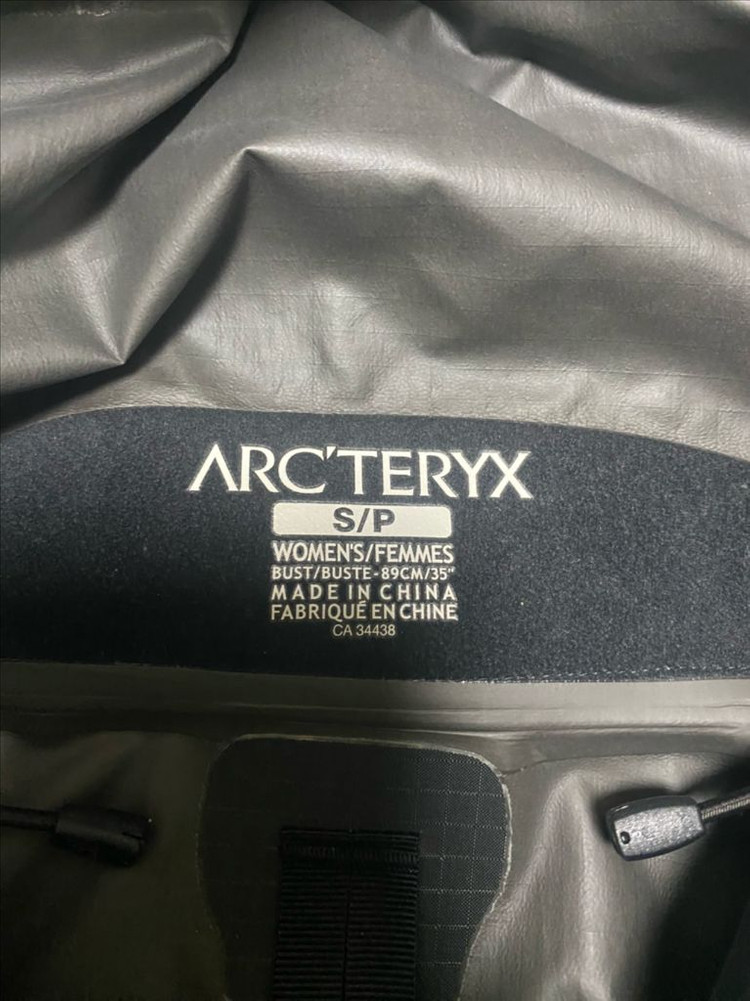 ARC'TERYX
S/P
WOMEN'S/FEMMES
BUST/BUSTE-89CM/35"
MADE IN CHINA
FABRIQUÉ EN CHINE
CA 34438